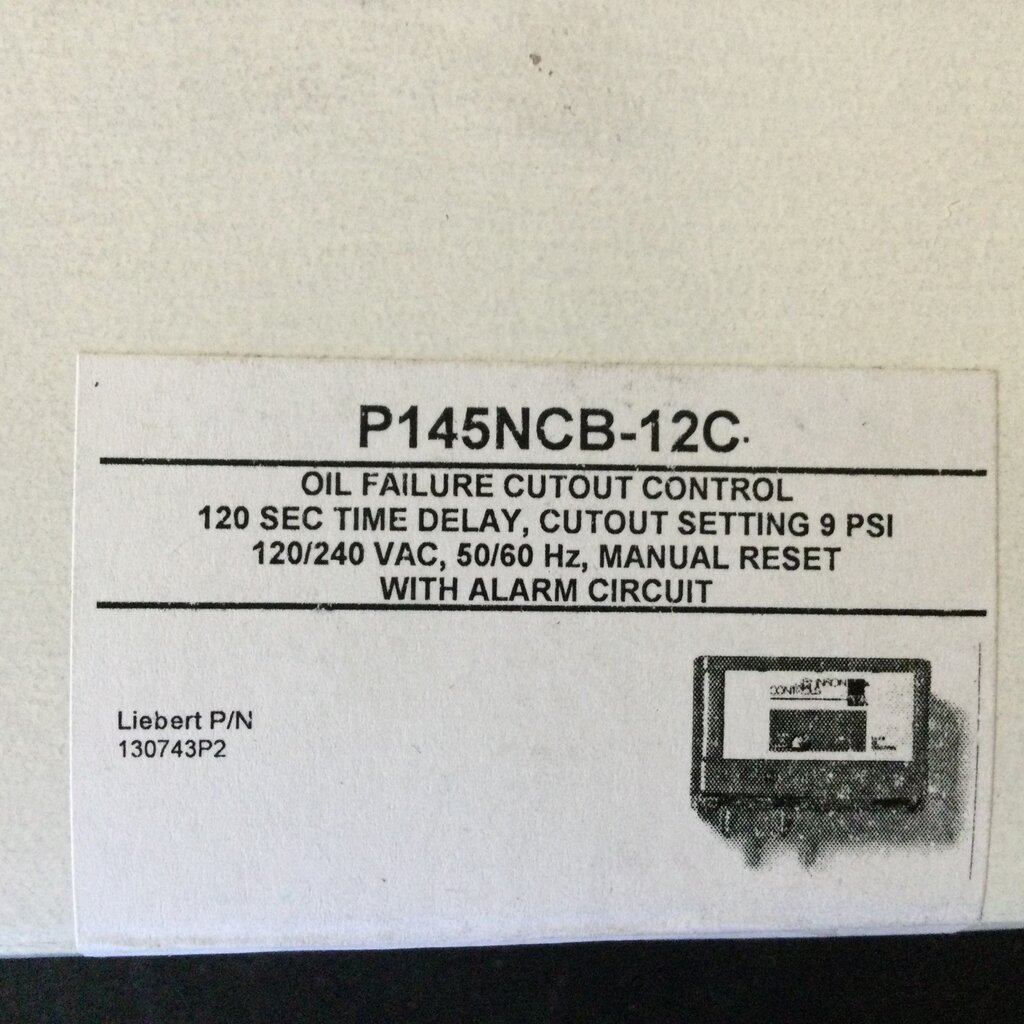 P145NCB-12C
OIL FAILURE CUTOUT CONTROL
120 SEC TIME DELAY, CUTOUT SETTING 9 PSI
120/240 VAC, 50/60 Hz, MANUAL RESET
WITH ALARM CIRCUIT
Liebert P/N
130743P2